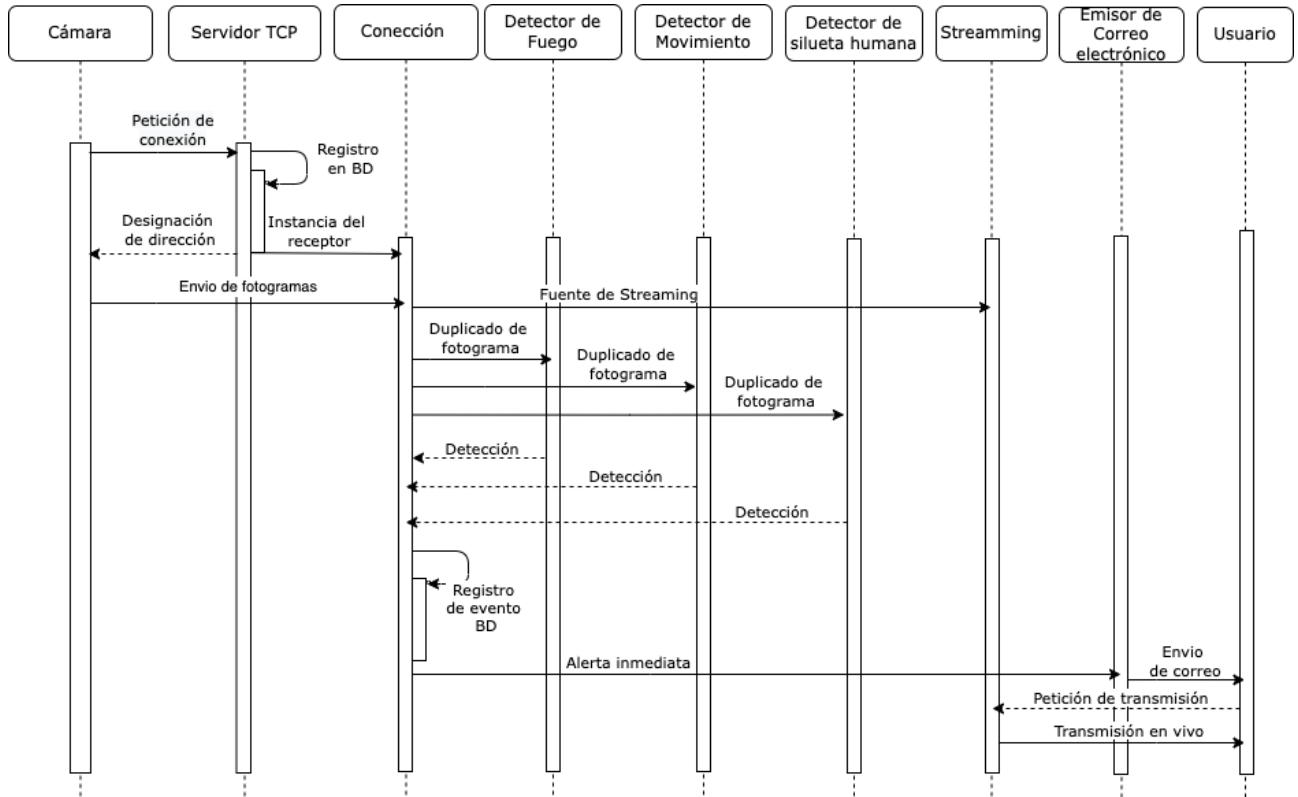 Cámara
Servidor TCP
Conección
Detector de
Fuego
Detector de
Movimiento
Detector de
silueta humana
Streamming
Emisor de
Correo
electrónico
Usuario
Petición de
conexión
Registro
en BD
Designación
de dirección
Instancia del
receptor
Envio de fotogramas
Fuente de Streaming
Duplicado de
fotograma
Duplicado de
fotograma
Duplicado de
fotograma
Detección
Detección
Detección
Registro
de evento
BD
Alerta inmediata
Envio
de correo
Petición de transmisión
Transmisión en vivo